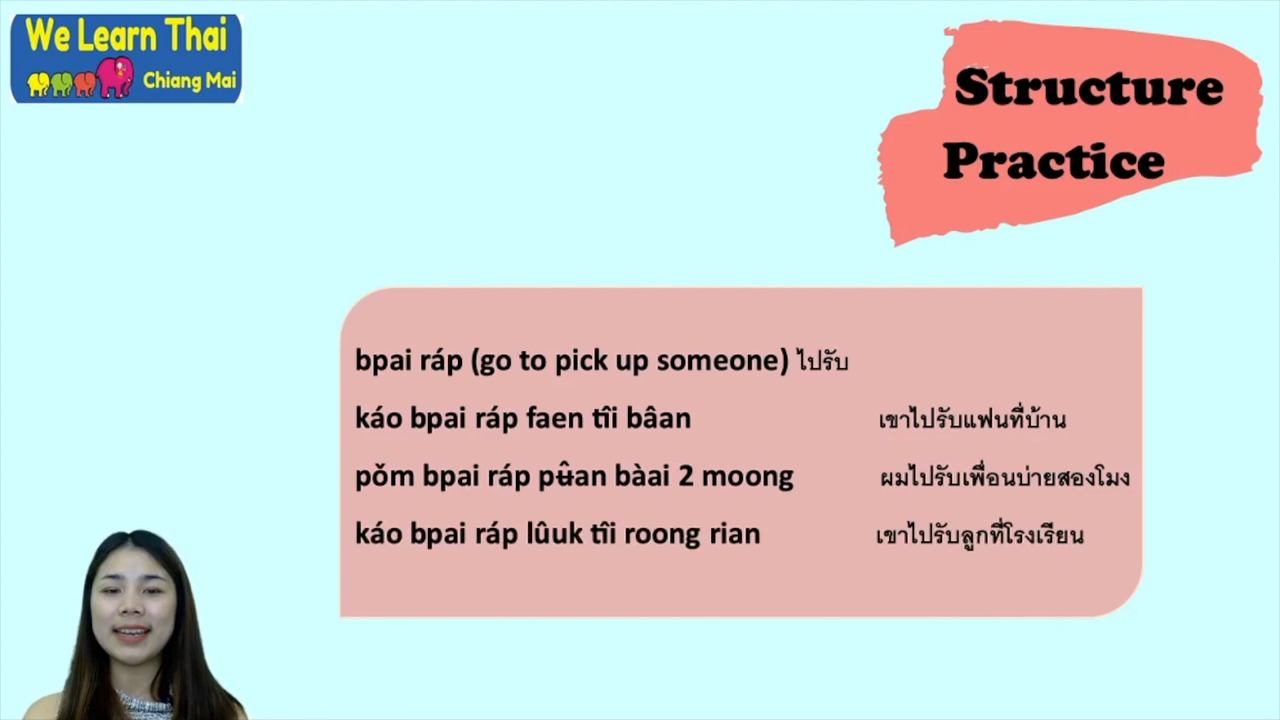 We Learn Thai
Chiang Mai
Structure
Practice
bpai ráp (go to pick up someone) ไปรับ
káo bpai ráp faen tîi bâan เขาไปรับแฟนที่บ้าน
pǒm bpai ráp pʉ̂an bàai 2 moong ผมไปรับเพื่อนบ่ายสองโมง
káo bpai ráp lûuk tîi roong rian เขาไปรับลูกที่โรงเรียน